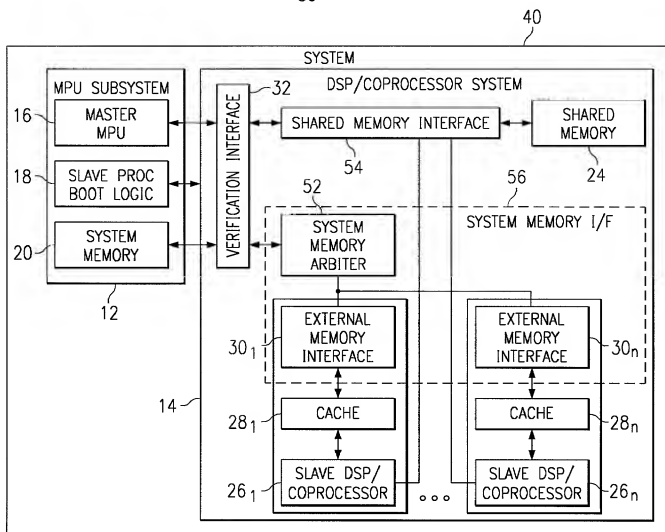 40
SYSTEM
MPU SUBSYSTEM
32
DSP/COPROCESSOR SYSTEM
16
MASTER
MPU
VERIFICATION INTERFACE
SHARED MEMORY INTERFACE
54
SHARED
MEMORY
24
18
SLAVE PROC
BOOT LOGIC
52
56
SYSTEM
MEMORY
ARBITER
SYSTEM MEMORY I/F
20
SYSTEM
MEMORY
12
30₁
EXTERNAL
MEMORY
INTERFACE
EXTERNAL
MEMORY
INTERFACE
30ₙ
14
28₁
CACHE
CACHE
28ₙ
26₁
SLAVE DSP/
COPROCESSOR
SLAVE DSP/
COPROCESSOR
26ₙ